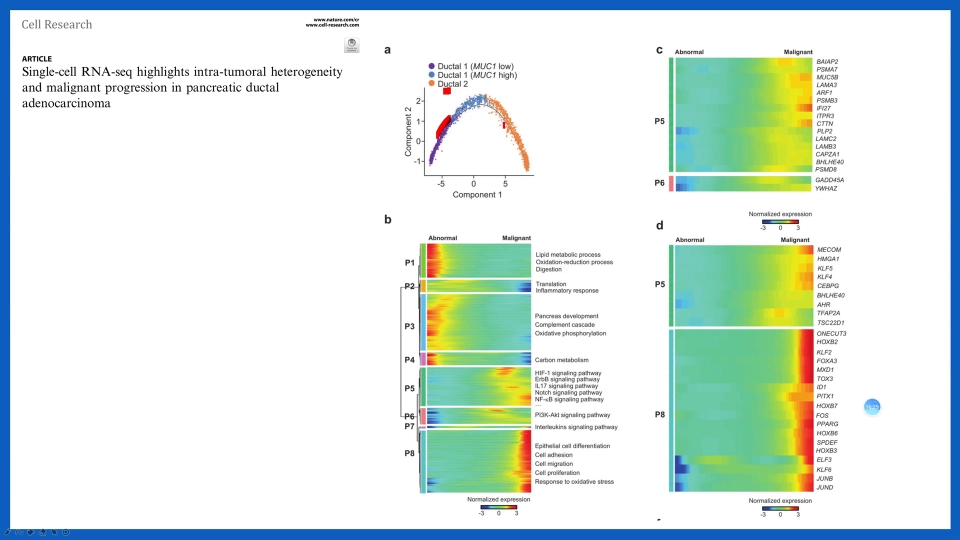 Cell Research
www.nature.com/cr
www.cell-research.com
ARTICLE
Single-cell RNA-seq highlights intra-tumoral heterogeneity
and malignant progression in pancreatic ductal
adenocarcinoma
a
Ductal 1 (MUC1 low)
Ductal 1 (MUC1 high)
Ductal 2
Component 2
2
1
0
-1
-5
0
5
Component 1
b
Abnormal
Malignant
P1
Lipid metabolic process
Oxidation-reduction process
Digestion
P2
Translation
Inflammatory response
P3
Pancreas development
Complement cascade
Oxidative phosphorylation
P4
Carbon metabolism
P5
HIF-1 signaling pathway
ErbB signaling pathway
IL17 signaling pathway
Notch signaling pathway
NF-κB signaling pathway
...
P6
PI3K-Akt signaling pathway
P7
Interleukins signaling pathway
P8
Epithelial cell differentiation
Cell adhesion
Cell migration
Cell proliferation
Response to oxidative stress
Normalized expression
-3 0 3
c
Abnormal
Malignant
P5
BAIAP2
PSMA7
MUC5B
LAMA3
ARF1
PSMB3
IFI27
ITPR3
CTTN
PLP2
LAMC2
LAMB3
CAPZA1
BHLHE40
PSMD8
P6
GADD45A
YWHAZ
Normalized expression
-3 0 3
d
Abnormal
Malignant
P5
MECOM
HMGA1
KLF5
KLF4
CEBPG
BHLHE40
AHR
TFAP2A
TSC22D1
P8
ONECUT3
HOXB2
KLF2
FOXA3
MXD1
TOX3
ID1
PITX1
HOXB7
FOS
PPARG
HOXB6
SPDEF
HOXB3
ELF3
KLF6
JUNB
JUND
Normalized expression
-3 0 3